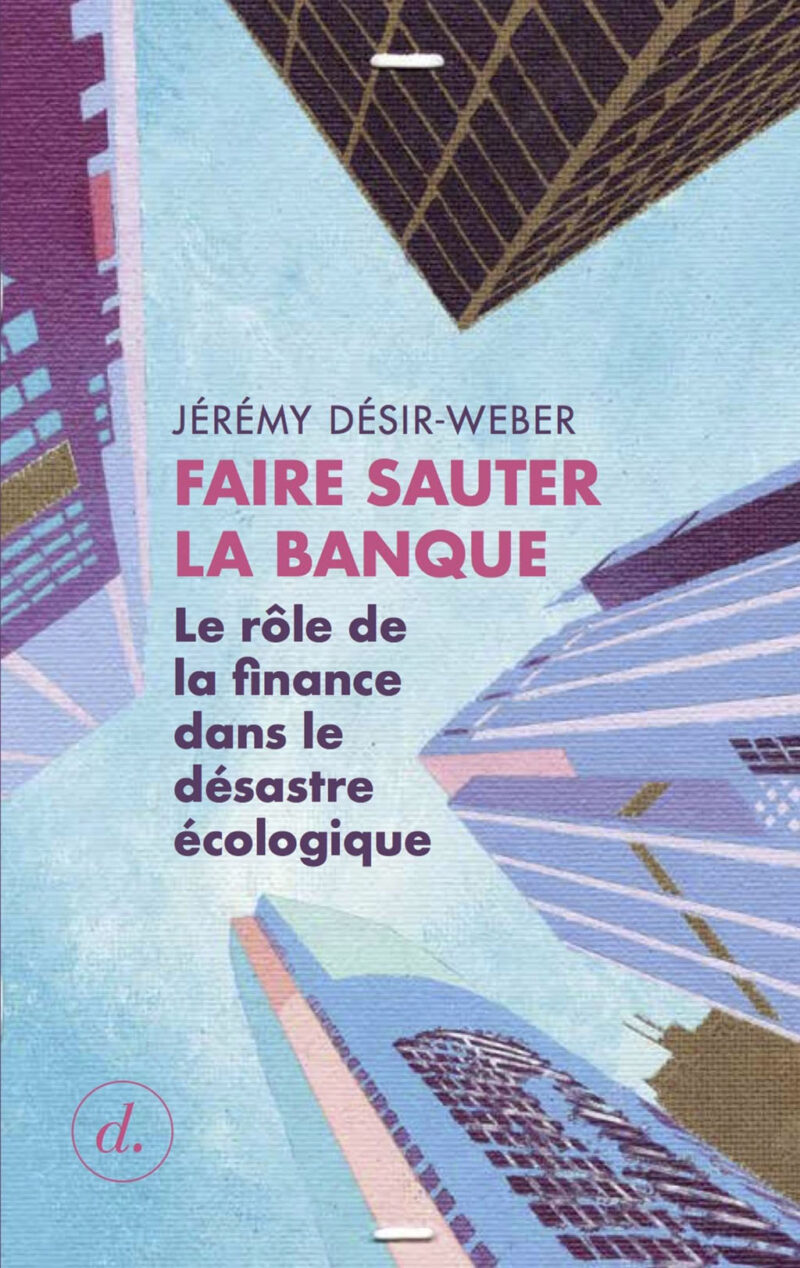 JÉRÉMY DÉSIR-WEBER
FAIRE SAUTER
LA BANQUE
Le rôle de
la finance
dans le
désastre
écologique
d.